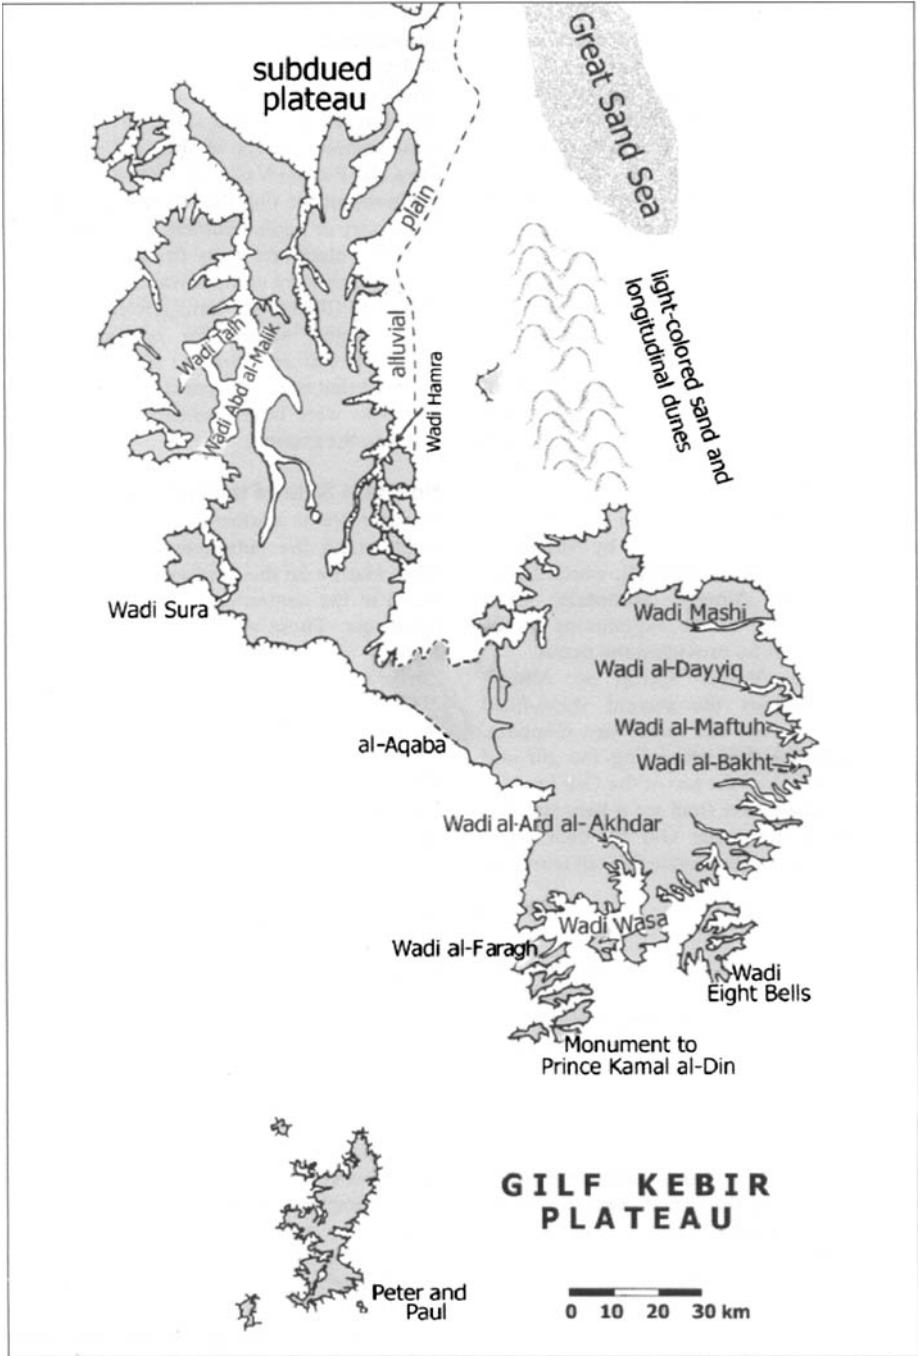 Great Sand Sea
subdued
plateau
plain
alluvial
light-colored sand and
longitudinal dunes
Wadi Talh
Wadi Abd al-Malik
Wadi Hamra
Wadi Sura
Wadi Mashi
Wadi al-Dayyiq
Wadi al-Maftuh
al-Aqaba
Wadi al-Bakht
Wadi al-Ard al-Akhdar
Wadi Wasa
Wadi al-Faragh
Wadi
Eight Bells
Monument to
Prince Kamal al-Din
GILF KEBIR
PLATEAU
Peter and
Paul
0 10 20 30 km